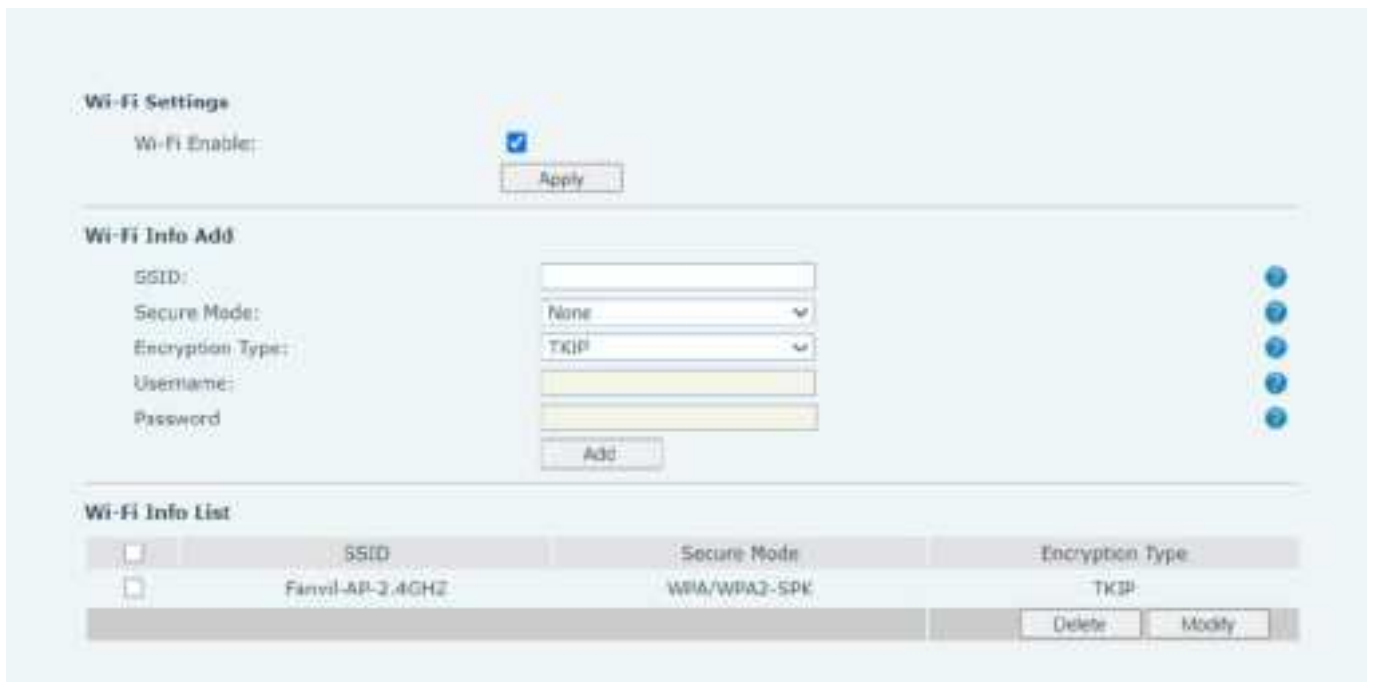 Wi-Fi Settings
Wi-Fi Enable:
Apply
Wi-Fi Info Add
SSID:
Secure Mode: None
Encryption Type: TKIP
Username:
Password
Add
Wi-Fi Info List
SSID Secure Mode Encryption Type
Fanvil-AP-2.4GHZ WPA/WPA2-SPK TKIP
Delete Modify